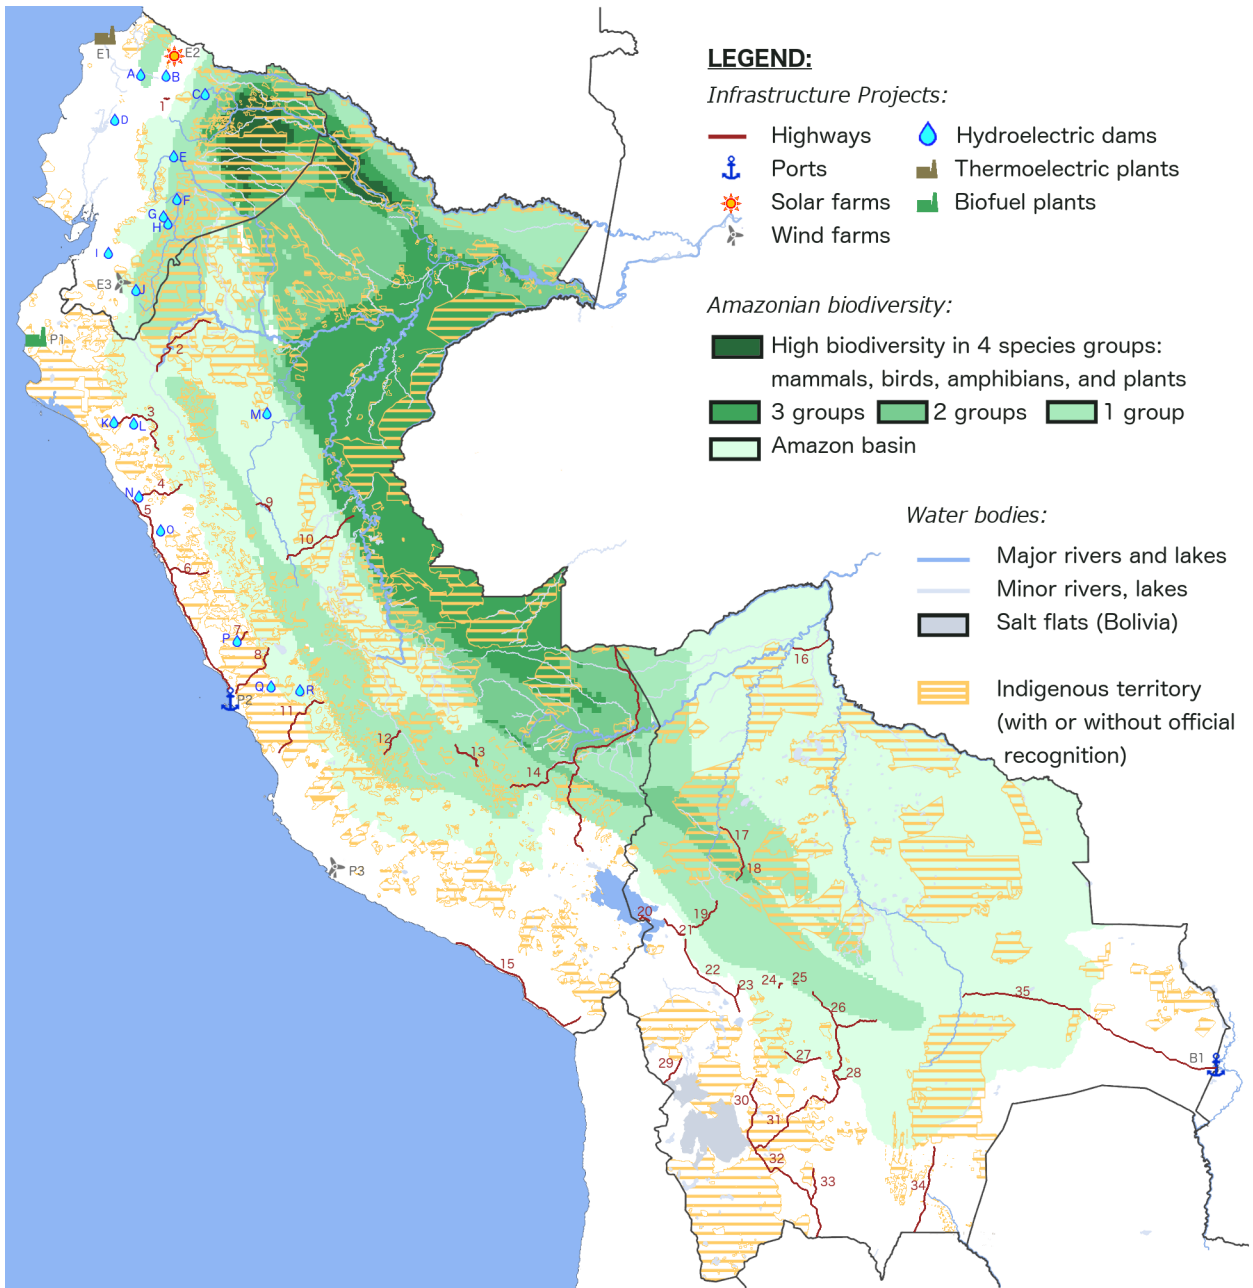 LEGEND:
Infrastructure Projects:
Highways
Hydroelectric dams
Ports
Thermoelectric plants
Solar farms
Biofuel plants
Wind farms
Amazonian biodiversity:
High biodiversity in 4 species groups:
mammals, birds, amphibians, and plants
3 groups
2 groups
1 group
Amazon basin
Water bodies:
Major rivers and lakes
Minor rivers, lakes
Salt flats (Bolivia)
Indigenous territory
(with or without official
recognition)
E1
E2
A
B
C
1
D
E
F
G
H
I
E3
J
P1
2
M
3
K
L
4
N
5
9
O
10
6
7
P
8
16
Q
R
P2
11
12
13
14
17
18
P3
19
20
21
15
22
23
24
25
26
35
27
28
29
B1
30
31
32
33
34